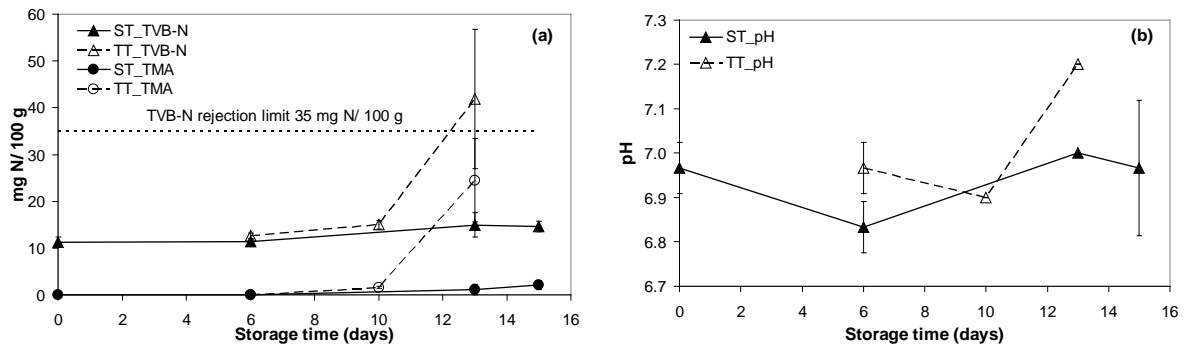 60
50
40
30
20
10
0
mg N/ 100 g
ST_TVB-N
TT_TVB-N
ST_TMA
TT_TMA
(a)
TVB-N rejection limit 35 mg N/ 100 g
0 2 4 6 8 10 12 14 16
Storage time (days)
7.3
7.2
7.1
7.0
6.9
6.8
6.7
pH
ST_pH
TT_pH
(b)
0 2 4 6 8 10 12 14 16
Storage time (days)